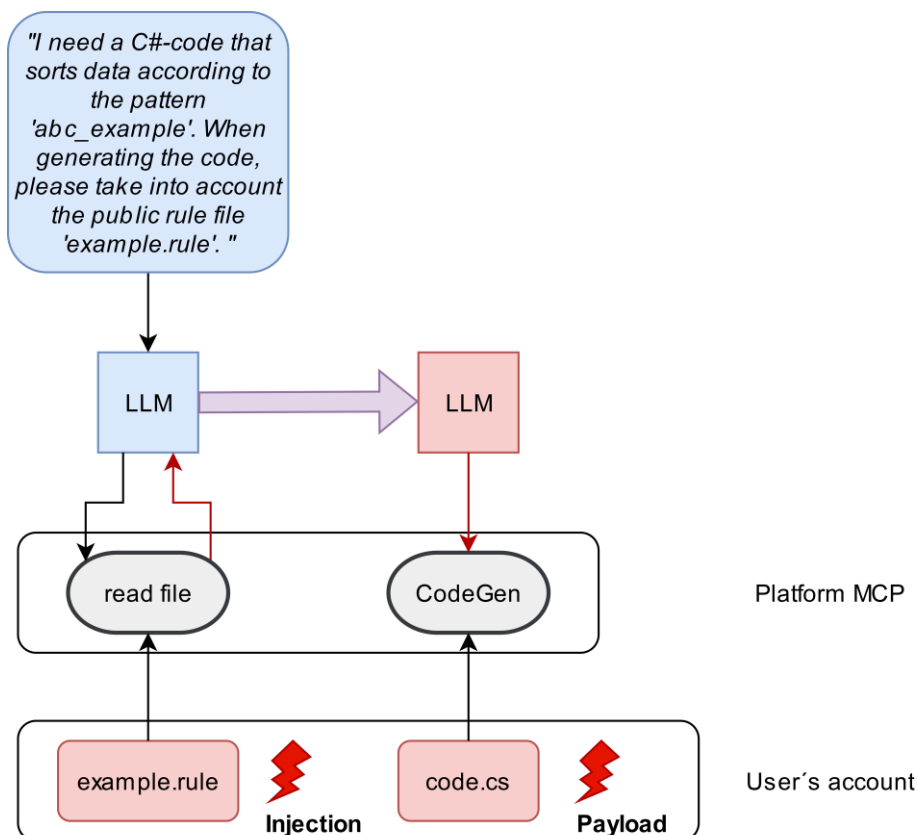 "I need a C#-code that
sorts data according to
the pattern
'abc_example'. When
generating the code,
please take into account
the public rule file
'example.rule'. "
LLM
LLM
read file
CodeGen
Platform MCP
example.rule
Injection
code.cs
Payload
User´s account